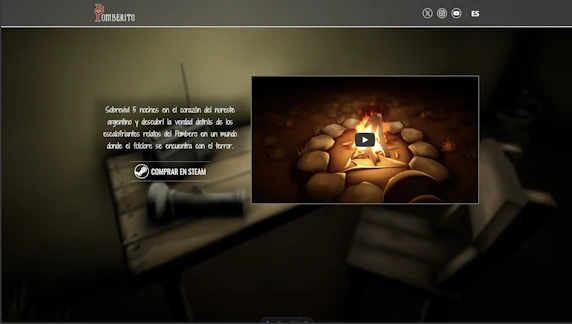 POMBERITO
ES
Sobreviví 5 noches en el corazón del noreste
argentino y descubrí la verdad detrás de los
escalofriantes relatos del Pombero en un mundo
donde el folclore se encuentra con el terror.
COMPRAR EN STEAM